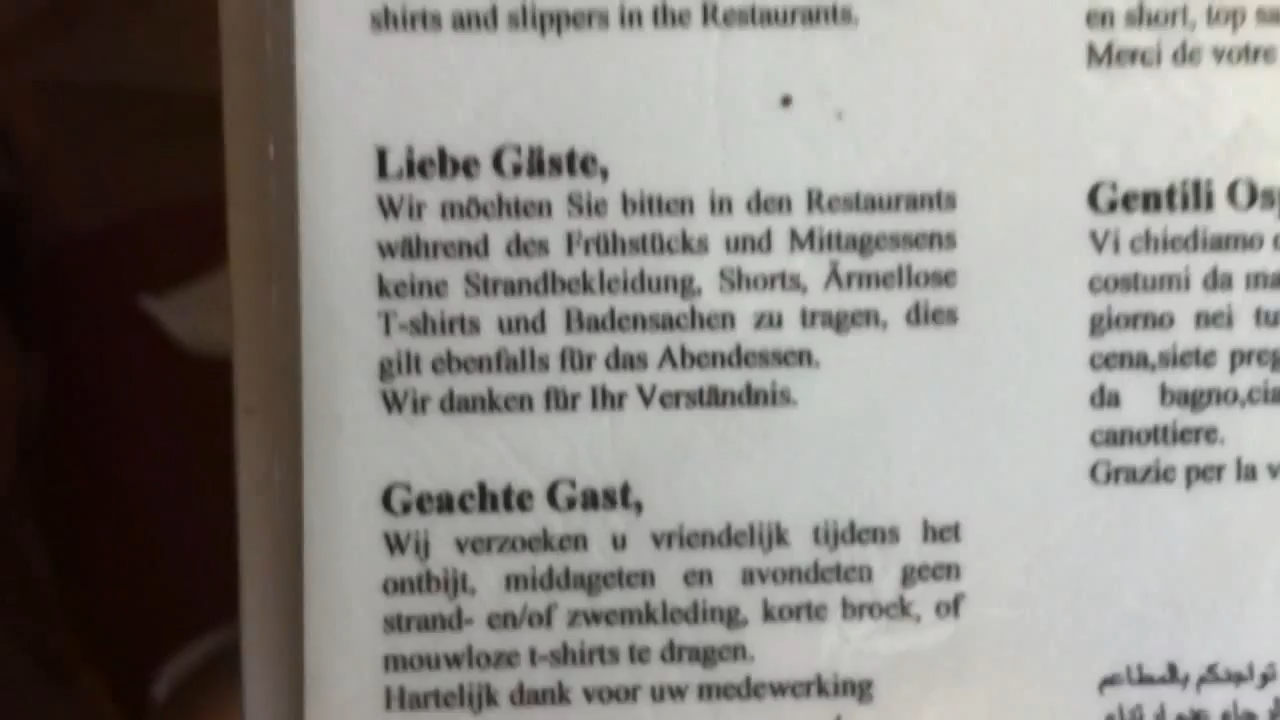 shirts and slippers in the Restaurants.
Liebe Gäste,
Wir möchten Sie bitten in den Restaurants
während des Frühstücks und Mittagessens
keine Strandbekleidung, Shorts, Ärmellose
T-shirts und Badensachen zu tragen, dies
gilt ebenfalls für das Abendessen.
Wir danken für Ihr Verständnis.
Geachte Gast,
Wij verzoeken u vriendelijk tijdens het
ontbijt, middageten en avondeten geen
strand- en/of zwemkleding, korte broek, of
mouwloze t-shirts te dragen.
Hartelijk dank voor uw medewerking
en short, top
Merci de votre
Gentili
Vi chiediamo
costumi da
giorno nei
cena,siete
da bagno,
canottiere.
Grazie per la
تواجدكم بالمطاعم